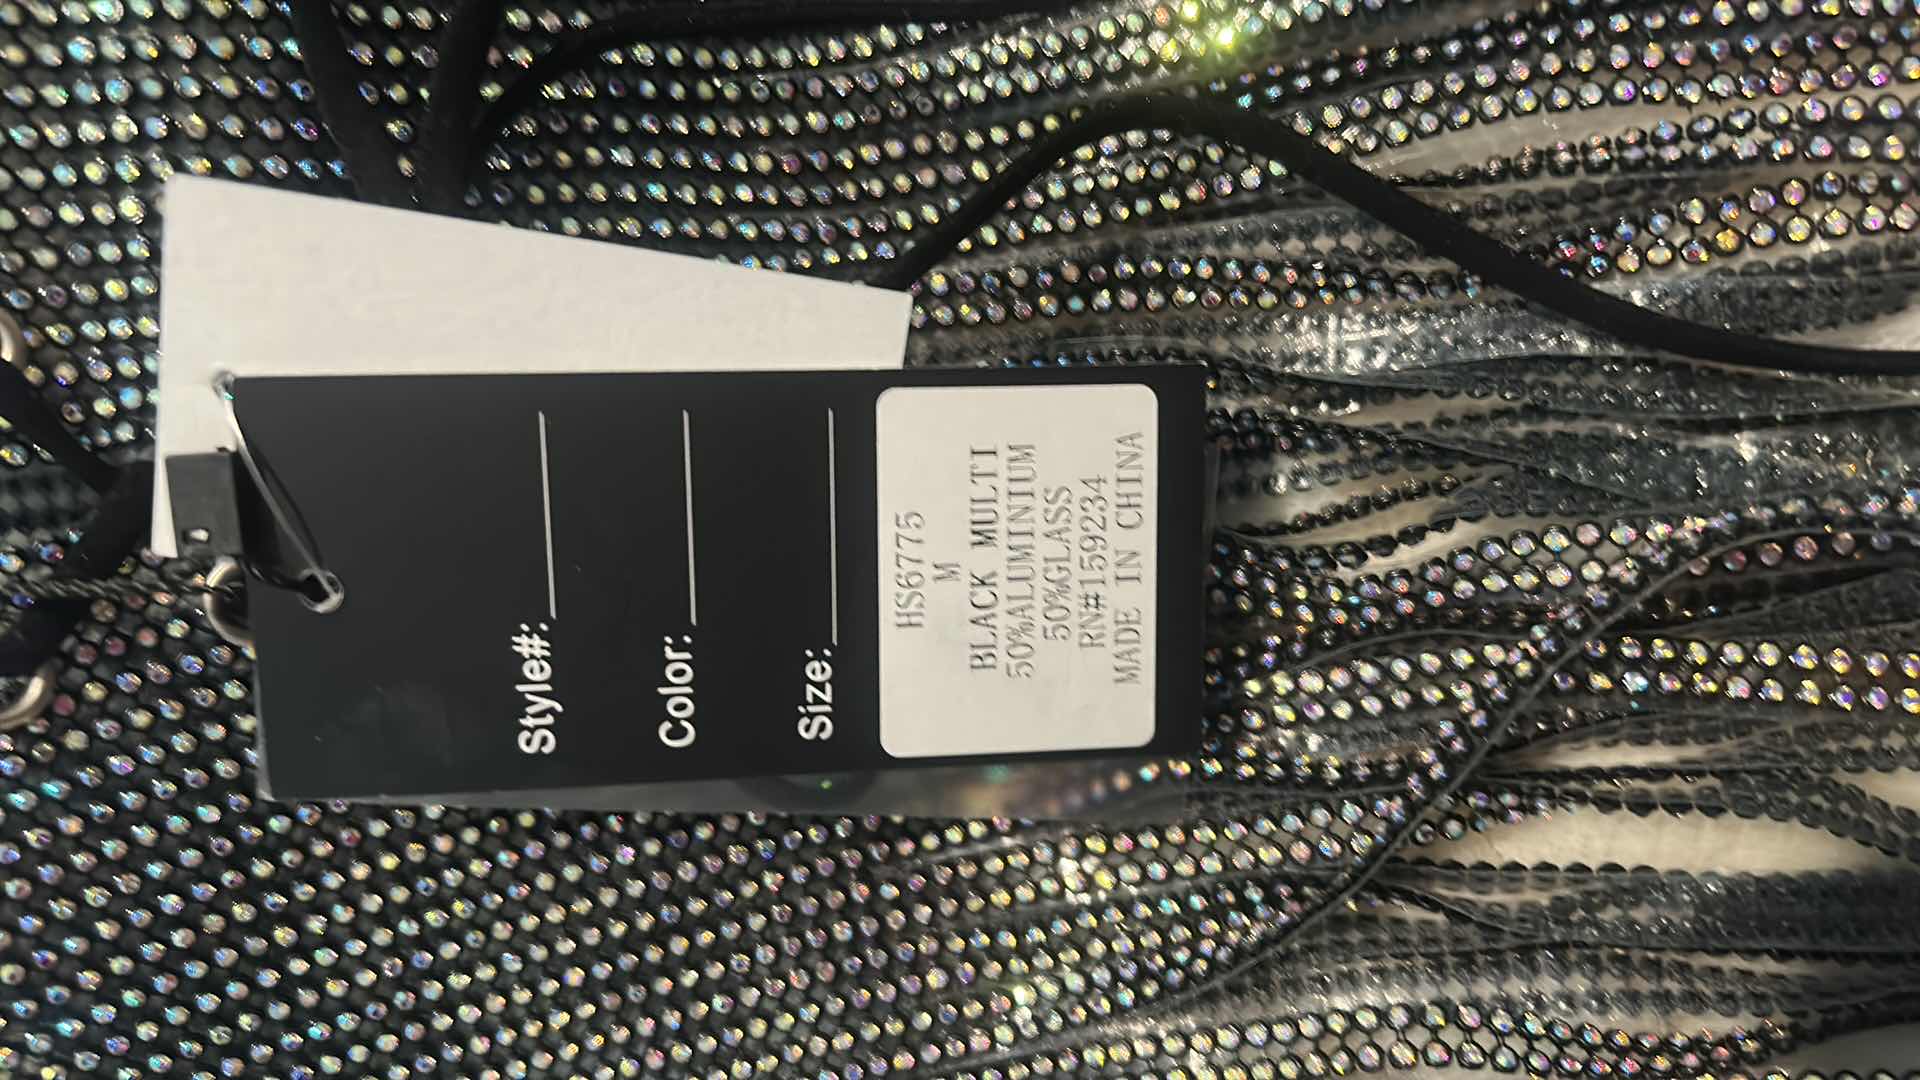 Style#:
Color:
Size:
HS6775
M
BLACK MULTI
50%ALUMINIUM
50%GLASS
RN#159234
MADE IN CHINA